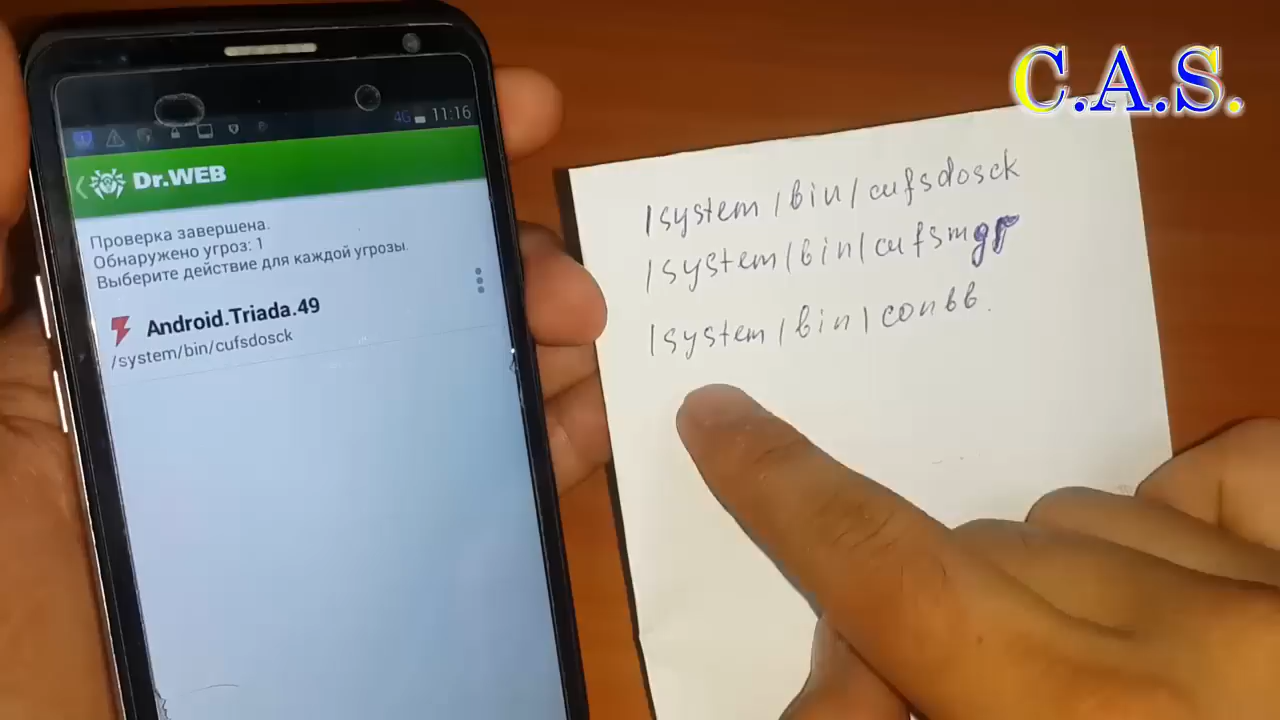 C.A.S.
4G 11:16
Dr.WEB
Проверка завершена.
Обнаружено угроз: 1
Выберите действие для каждой угрозы.
Android.Triada.49
/system/bin/cufsdosck
/system/bin/cufsdosck
/system/bin/cufsmgr
/system/bin/conbb.